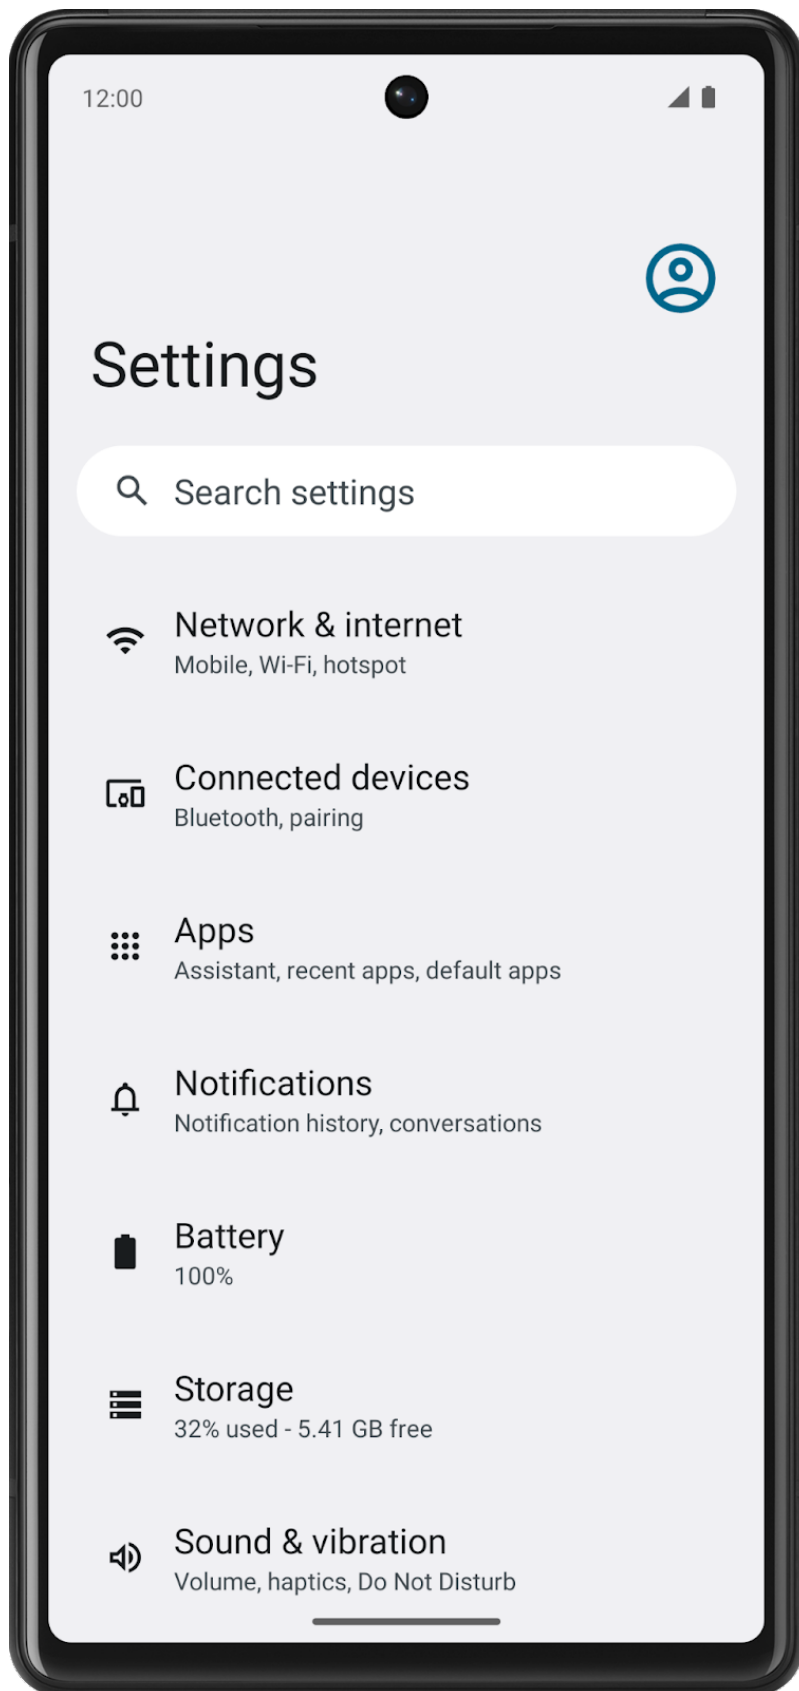 12:00
Settings
Search settings
Network & internet
Mobile, Wi-Fi, hotspot
Connected devices
Bluetooth, pairing
Apps
Assistant, recent apps, default apps
Notifications
Notification history, conversations
Battery
100%
Storage
32% used - 5.41 GB free
Sound & vibration
Volume, haptics, Do Not Disturb